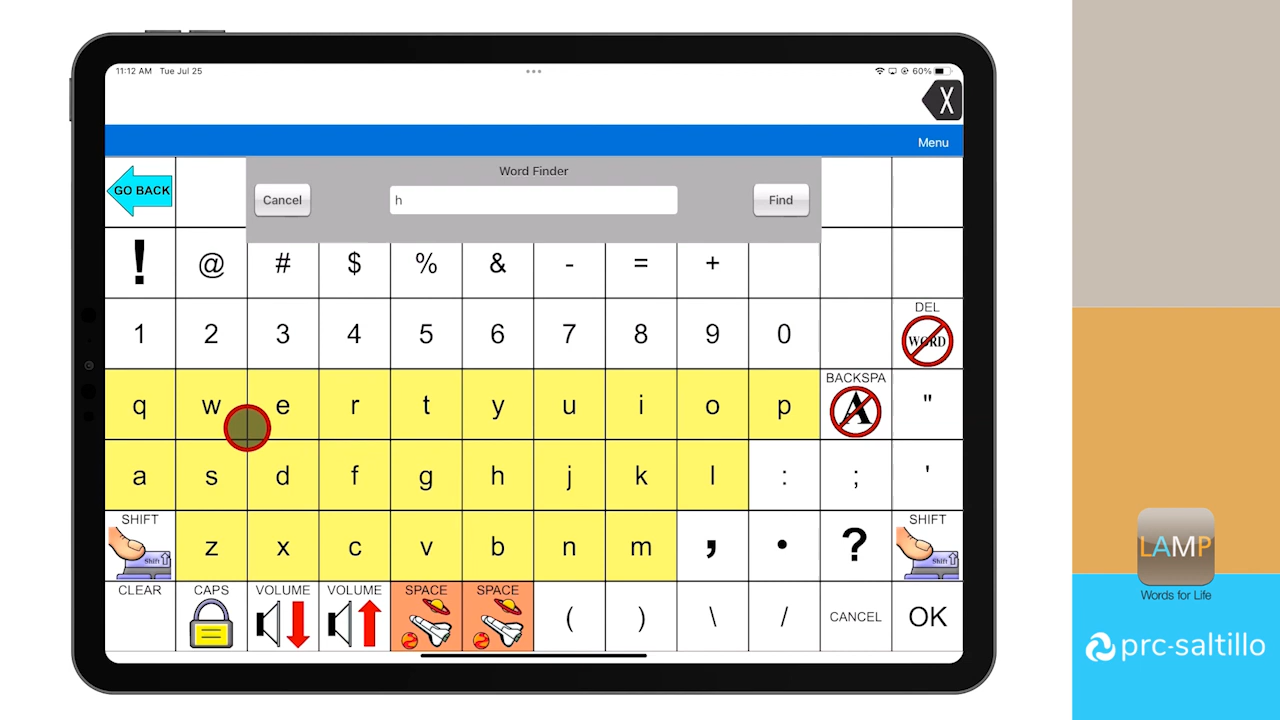 11:12 AM Tue Jul 25
60%
X
Menu
GO BACK
Word Finder
Cancel
h
Find
! @ # $ % & - = +
1 2 3 4 5 6 7 8 9 0
DEL
WORD
q w e r t y u i o p
BACKSPA
A
"
a s d f g h j k l : ; '
SHIFT
Shift
z x c v b n m , . ?
SHIFT
Shift
CLEAR
CAPS
VOLUME
VOLUME
SPACE
SPACE
( ) \ /
CANCEL
OK
LAMP
Words for Life
prc-saltillo